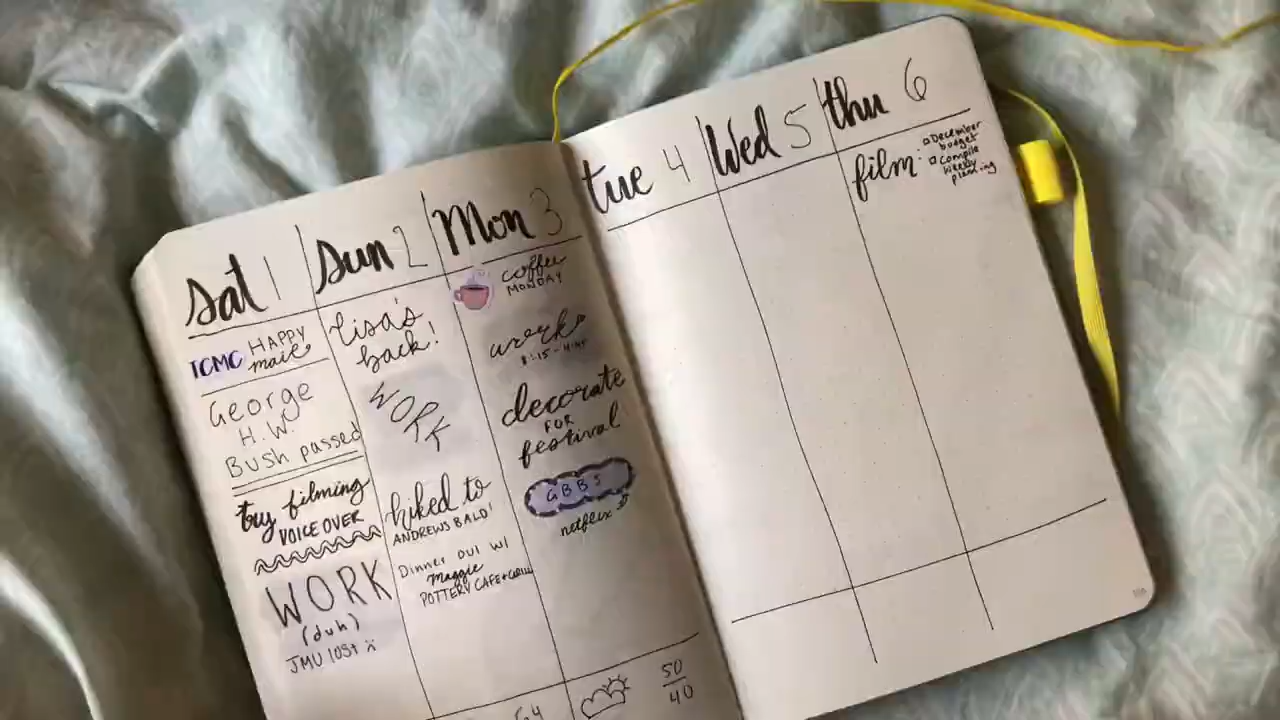 sat 1
TCMC HAPPY
mail
George
H.W.
Bush passed
try filming
VOICE OVER
WORK
(duh)
JMU lost :(
sun 2
Lisa's
back!
WORK
hiked to
ANDREWS BALD!
Dinner out w/
Maggie
POTTERY CAFE + GRILL
64
Mon 3
coffee
MONDAY
work
decorate
FOR
festival
GBBS
netflix
50
40
tue 4
Wed 5
thu 6
film:
December
budget
compile
weekly
planning